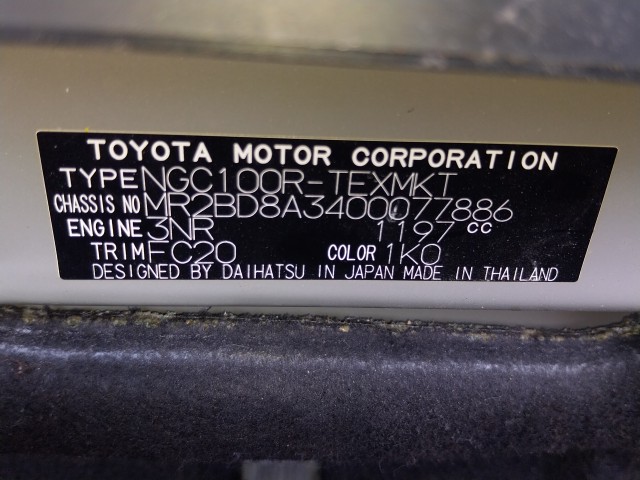 TOYOTA MOTOR CORPORATION
TYPE NGC100R-TEXMKT
CHASSIS NO MR2BD8A3400077886
ENGINE 3NR 1197 CC
TRIM FC20 COLOR 1K0
DESIGNED BY DAIHATSU IN JAPAN MADE IN THAILAND